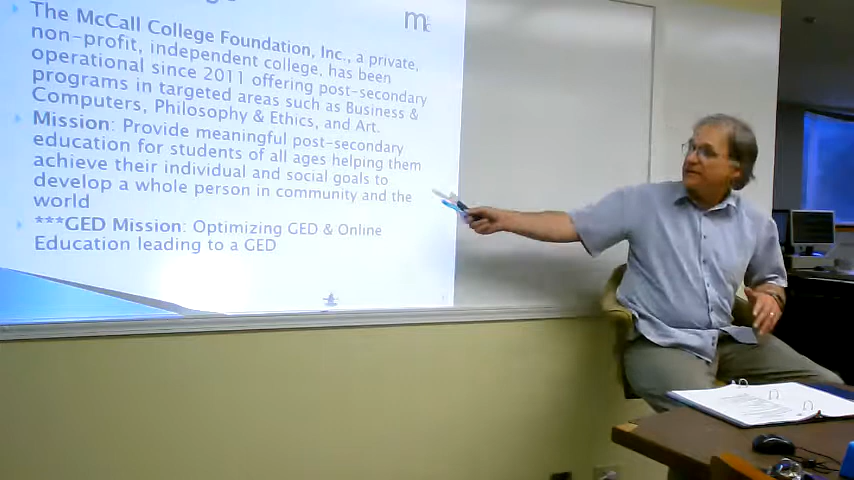 mc
The McCall College Foundation, Inc., a private,
non-profit, independent college, has been
operational since 2011 offering post-secondary
programs in targeted areas such as Business &
Computers, Philosophy & Ethics, and Art.
Mission: Provide meaningful post-secondary
education for students of all ages helping them
achieve their individual and social goals to
develop a whole person in community and the
world
***GED Mission: Optimizing GED & Online
Education leading to a GED